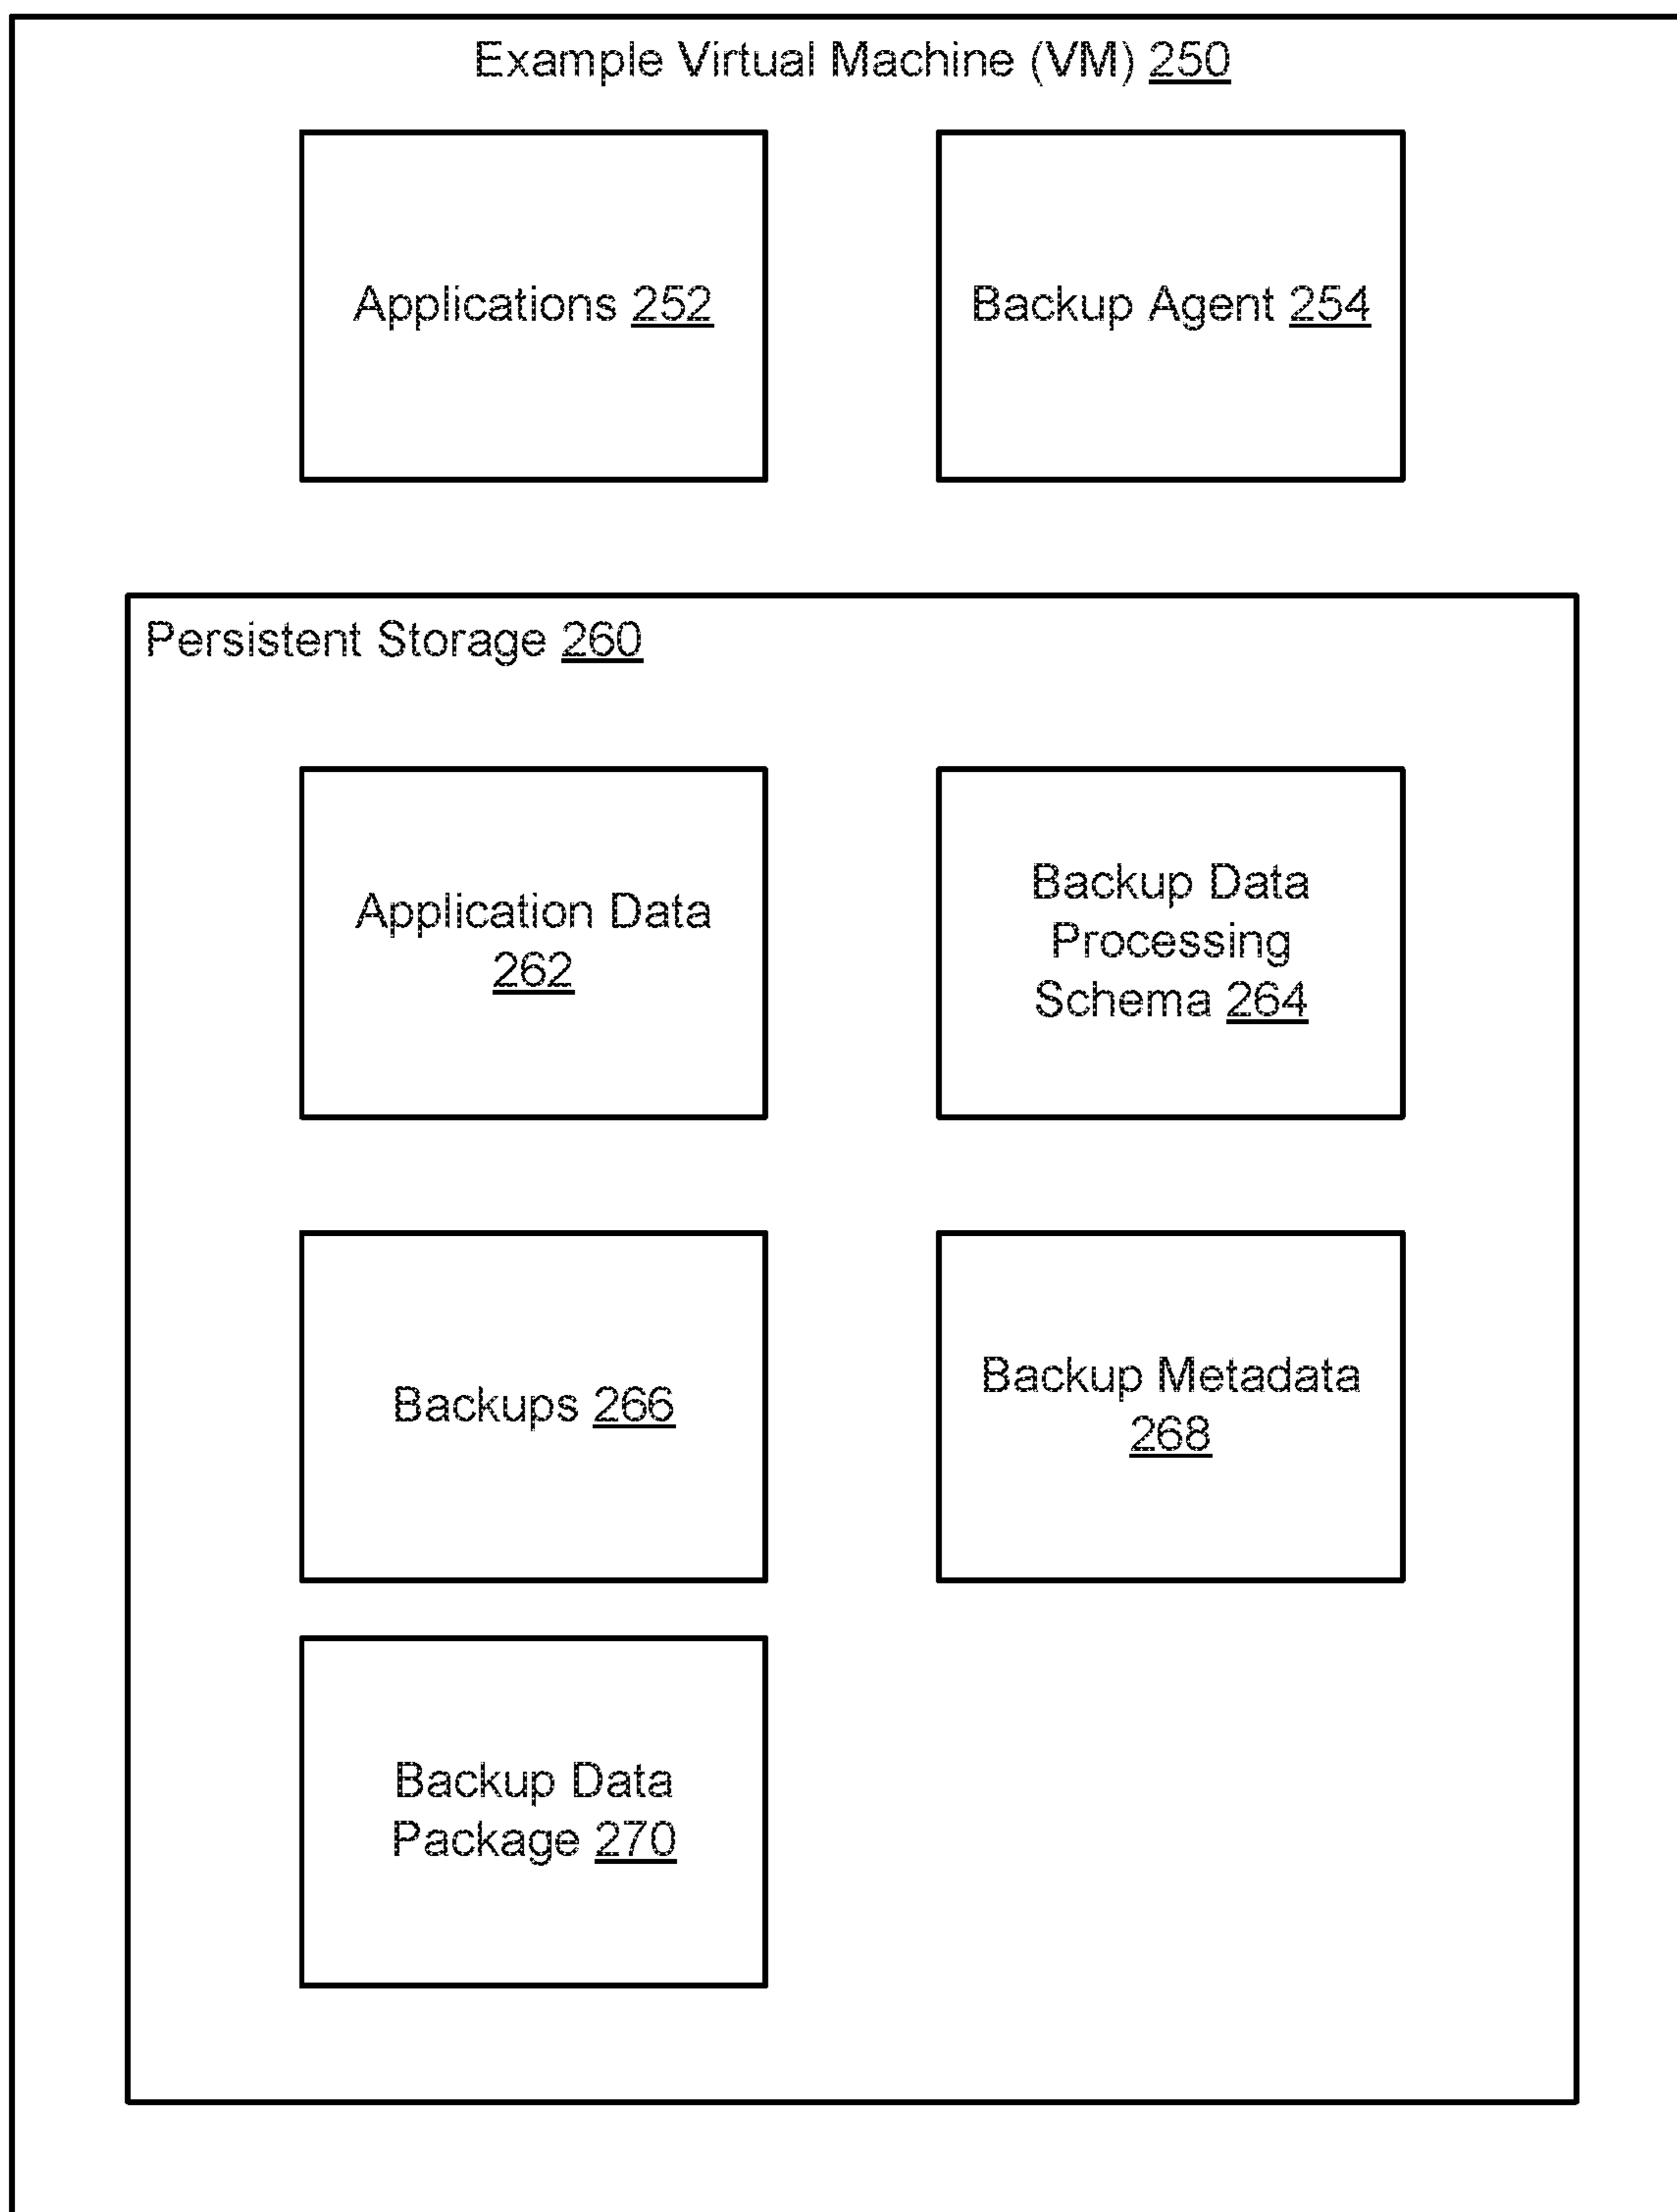 Example Virtual Machine (VM) 250
Applications 252
Backup Agent 254
Persistent Storage 260
Application Data
262
Backup Data
Processing
Schema 264
Backups 266
Backup Metadata
268
Backup Data
Package 270